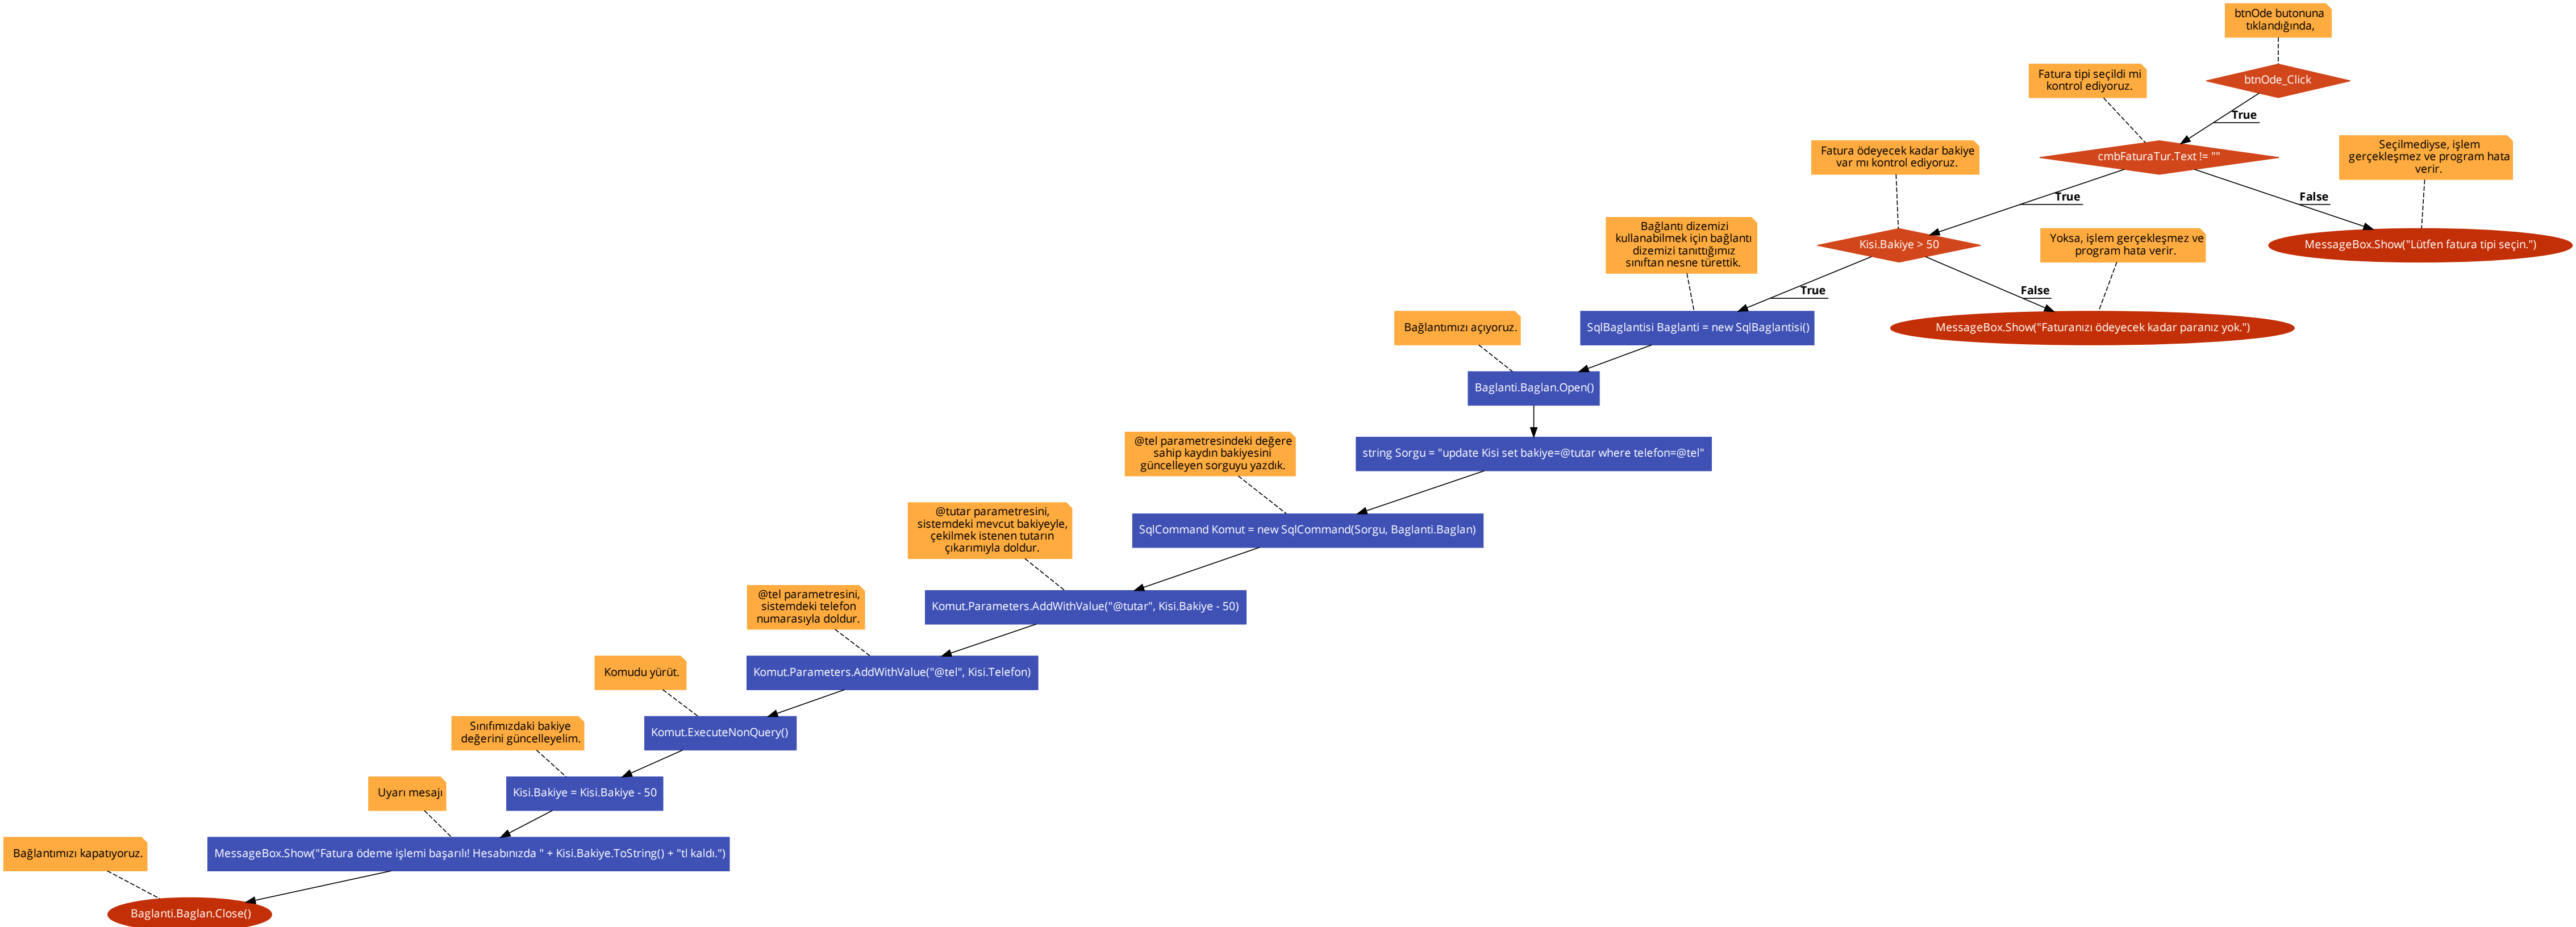 btnOde butonuna
tıklandığında,
btnOde_Click
True
Fatura tipi seçildi mi
kontrol ediyoruz.
cmbFaturaTur.Text != ""
True
False
Seçilmediyse, işlem
gerçekleşmez ve program hata
verir.
MessageBox.Show("Lütfen fatura tipi seçin.")
Fatura ödeyecek kadar bakiye
var mı kontrol ediyoruz.
Kisi.Bakiye > 50
True
False
Yoksa, işlem gerçekleşmez ve
program hata verir.
MessageBox.Show("Faturanızı ödeyecek kadar paranız yok.")
Bağlantı dizemizi
kullanabilmek için bağlantı
dizemizi tanıttığımız
sınıftan nesne türettik.
SqlBaglantisi Baglanti = new SqlBaglantisi()
Bağlantımızı açıyoruz.
Baglanti.Baglan.Open()
string Sorgu = "update Kisi set bakiye=@tutar where telefon=@tel"
@tel parametresindeki değere
sahip kaydın bakiyesini
güncelleyen sorguyu yazdık.
SqlCommand Komut = new SqlCommand(Sorgu, Baglanti.Baglan)
@tutar parametresini,
sistemdeki mevcut bakiyeyle,
çekilmek istenen tutarın
çıkarımıyla doldur.
Komut.Parameters.AddWithValue("@tutar", Kisi.Bakiye - 50)
@tel parametresini,
sistemdeki telefon
numarasıyla doldur.
Komut.Parameters.AddWithValue("@tel", Kisi.Telefon)
Komudu yürüt.
Komut.ExecuteNonQuery()
Sınıfımızdaki bakiye
değerini güncelleyelim.
Kisi.Bakiye = Kisi.Bakiye - 50
Uyarı mesajı
MessageBox.Show("Fatura ödeme işlemi başarılı! Hesabınızda " + Kisi.Bakiye.ToString() + "tl kaldı.")
Bağlantımızı kapatıyoruz.
Baglanti.Baglan.Close()